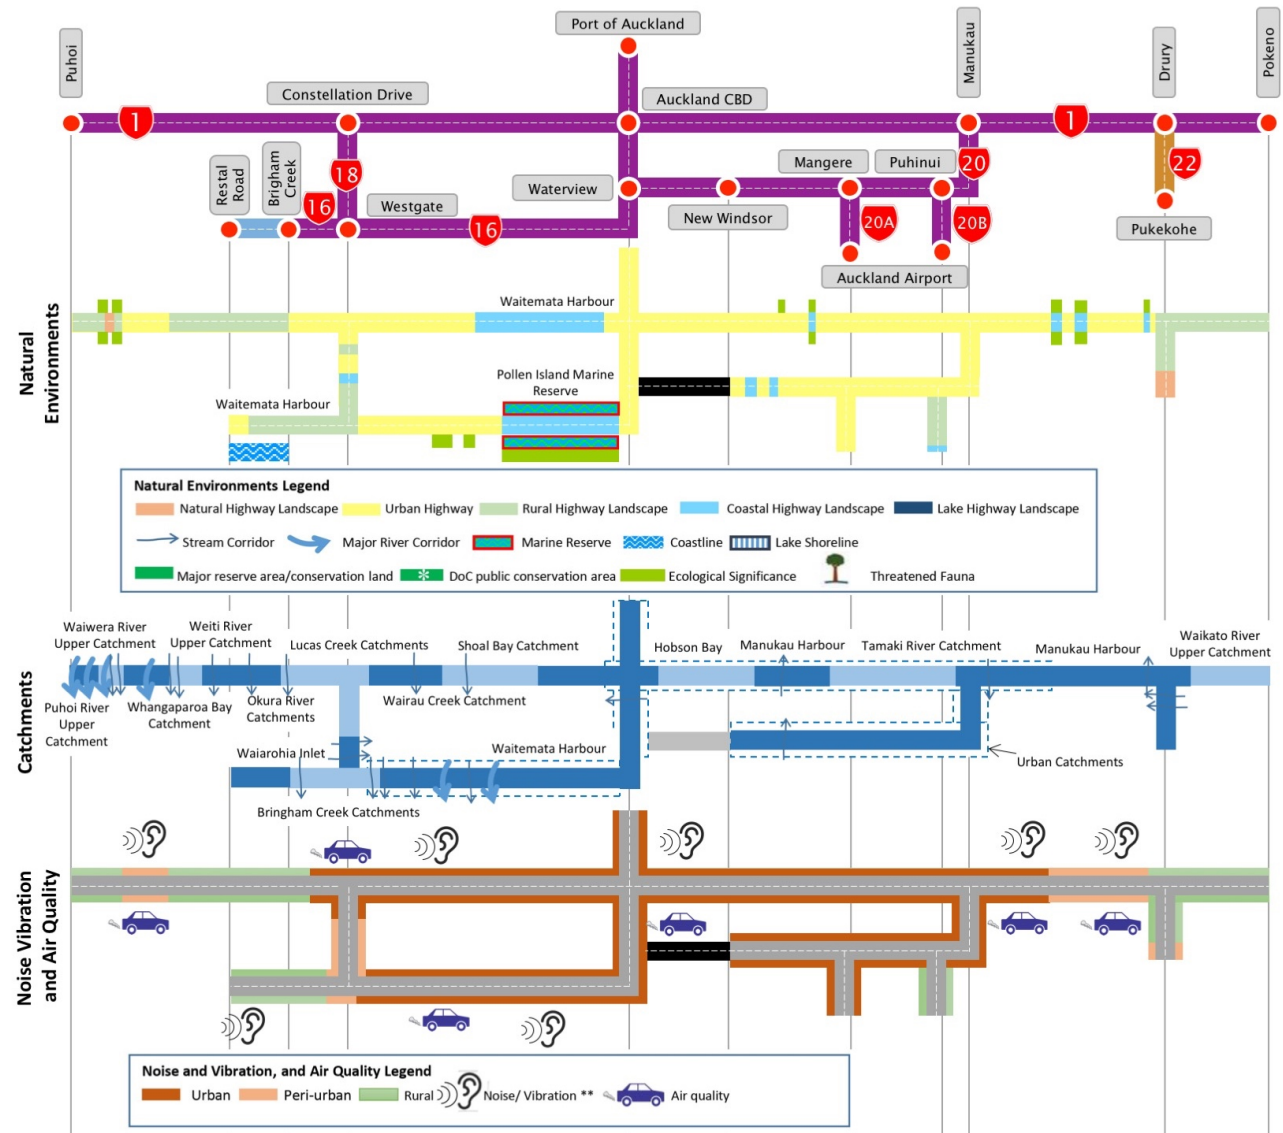 Puhoi
Port of Auckland
Manukau
Drury
Pokeno
Constellation Drive
Auckland CBD
1
1
Restal
Road
Brigham
Creek
18
16
Westgate
16
Waterview
New Windsor
Mangere
Puhinui
20
20A
20B
22
Pukekohe
Auckland Airport
Natural
Environments
Waitemata Harbour
Pollen Island Marine
Reserve
Waitemata Harbour
Natural Environments Legend
Natural Highway Landscape
Urban Highway
Rural Highway Landscape
Coastal Highway Landscape
Lake Highway Landscape
Stream Corridor
Major River Corridor
Marine Reserve
Coastline
Lake Shoreline
Major reserve area/conservation land
DoC public conservation area
Ecological Significance
Threatened Fauna
Catchments
Waiwera River
Upper Catchment
Weiti River
Upper Catchment
Lucas Creek Catchments
Shoal Bay Catchment
Hobson Bay
Manukau Harbour
Tamaki River Catchment
Manukau Harbour
Waikato River
Upper Catchment
Puhoi River
Upper
Catchment
Whangaparoa Bay
Catchment
Okura River
Catchments
Wairau Creek Catchment
Waiarohia Inlet
Waitemata Harbour
Urban Catchments
Bringham Creek Catchments
Noise Vibration
and Air Quality
Noise and Vibration, and Air Quality Legend
Urban
Peri-urban
Rural
Noise/ Vibration **
Air quality